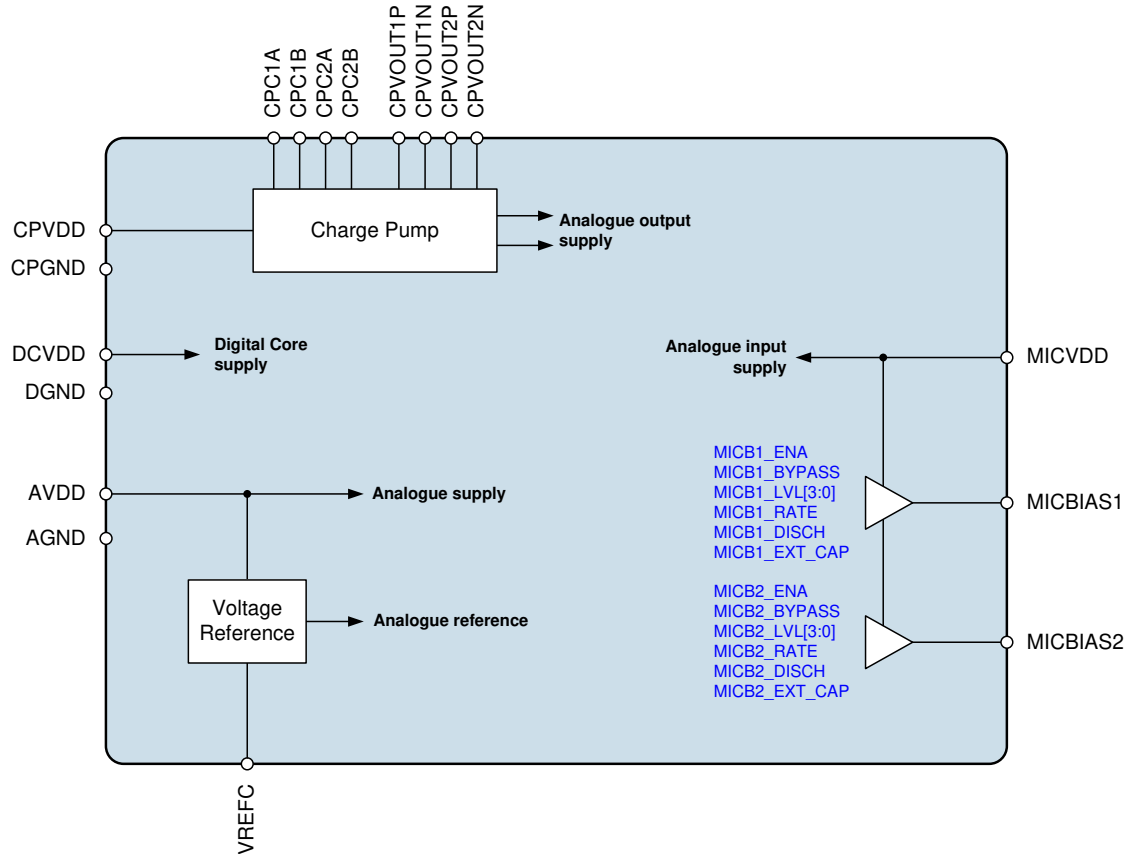 CPC1A
CPC1B
CPC2A
CPC2B
CPVOUT1P
CPVOUT1N
CPVOUT2P
CPVOUT2N
CPVDD
CPGND
Charge Pump
Analogue output
supply
DCVDD
DGND
Digital Core
supply
Analogue input
supply
MICVDD
MICB1_ENA
MICB1_BYPASS
MICB1_LVL[3:0]
MICB1_RATE
MICB1_DISCH
MICB1_EXT_CAP
MICBIAS1
AVDD
AGND
Analogue supply
Voltage
Reference
Analogue reference
MICB2_ENA
MICB2_BYPASS
MICB2_LVL[3:0]
MICB2_RATE
MICB2_DISCH
MICB2_EXT_CAP
MICBIAS2
VREFC